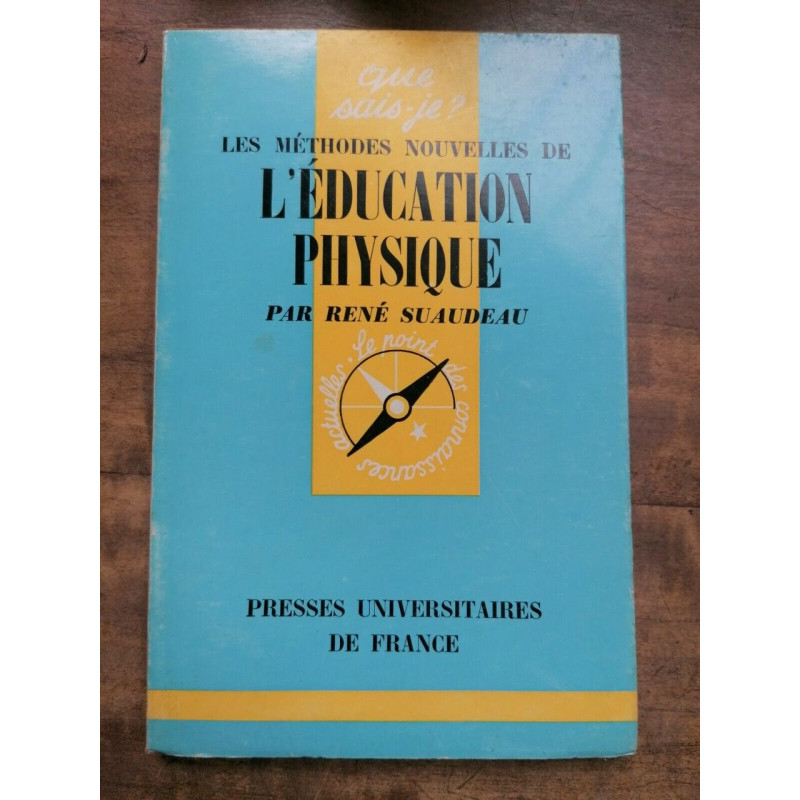 que
sais-je?
LES MÉTHODES NOUVELLES DE
L'ÉDUCATION
PHYSIQUE
PAR RENÉ SUAUDEAU
Le point des connaissances actuelles.
PRESSES UNIVERSITAIRES
DE FRANCE